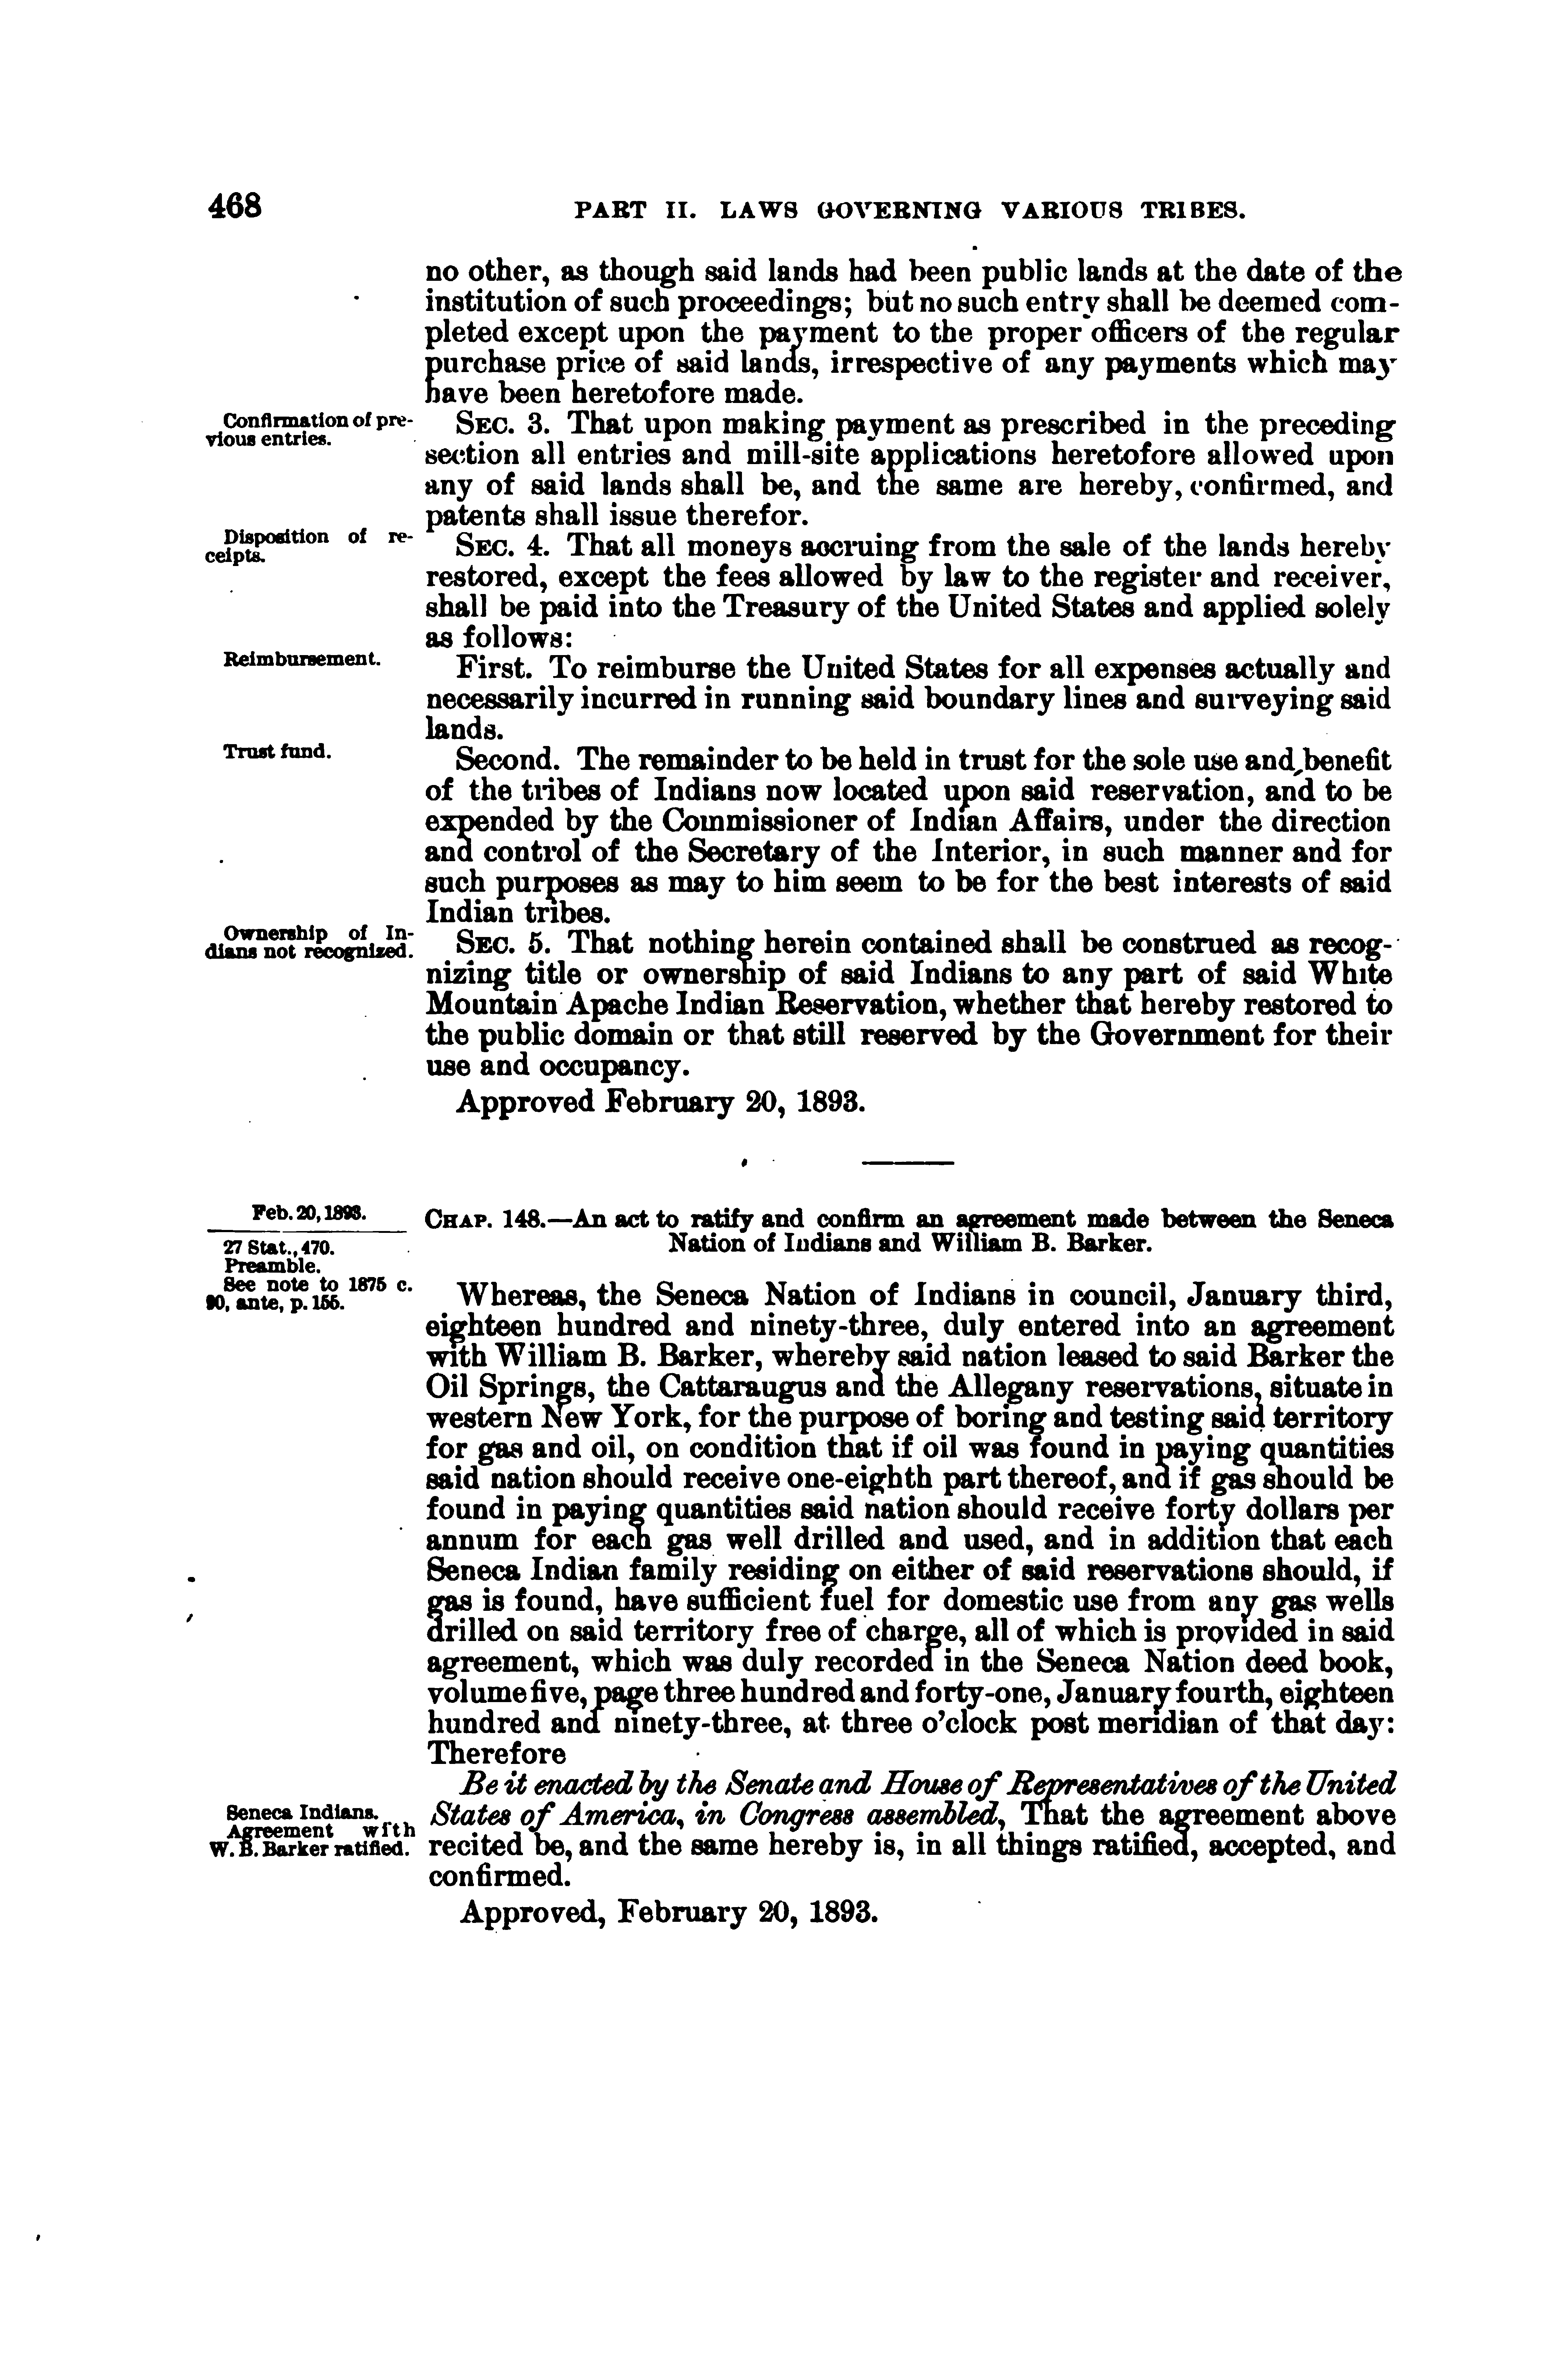 468
PART II. LAWS GOVERNING VARIOUS TRIBES.
no other, as though said lands had been public lands at the date of the
institution of such proceedings; but no such entry shall be deemed com-
pleted except upon the payment to the proper officers of the regular
purchase price of said lands, irrespective of any payments which may
have been heretofore made.
Confirmation of pre-
vious entries.
SEC. 3. That upon making payment as prescribed in the preceding
section all entries and mill-site applications heretofore allowed upon
any of said lands shall be, and the same are hereby, confirmed, and
patents shall issue therefor.
Disposition of re-
ceipts.
SEC. 4. That all moneys accruing from the sale of the lands hereby
restored, except the fees allowed by law to the register and receiver,
shall be paid into the Treasury of the United States and applied solely
as follows:
Reimbursement.
First. To reimburse the United States for all expenses actually and
necessarily incurred in running said boundary lines and surveying said
lands.
Trust fund.
Second. The remainder to be held in trust for the sole use and benefit
of the tribes of Indians now located upon said reservation, and to be
expended by the Commissioner of Indian Affairs, under the direction
and control of the Secretary of the Interior, in such manner and for
such purposes as may to him seem to be for the best interests of said
Indian tribes.
Ownership of In-
dians not recognized.
SEC. 5. That nothing herein contained shall be construed as recog-
nizing title or ownership of said Indians to any part of said White
Mountain Apache Indian Reservation, whether that hereby restored to
the public domain or that still reserved by the Government for their
use and occupancy.
Approved February 20, 1893.
Feb. 20, 1893.
27 Stat., 470.
Preamble.
See note to 1875 c.
90, ante, p. 155.
CHAP. 148.—An act to ratify and confirm an agreement made between the Seneca
Nation of Indians and William B. Barker.
Whereas, the Seneca Nation of Indians in council, January third,
eighteen hundred and ninety-three, duly entered into an agreement
with William B. Barker, whereby said nation leased to said Barker the
Oil Springs, the Cattaraugus and the Allegany reservations, situate in
western New York, for the purpose of boring and testing said territory
for gas and oil, on condition that if oil was found in paying quantities
said nation should receive one-eighth part thereof, and if gas should be
found in paying quantities said nation should receive forty dollars per
annum for each gas well drilled and used, and in addition that each
Seneca Indian family residing on either of said reservations should, if
gas is found, have sufficient fuel for domestic use from any gas wells
drilled on said territory free of charge, all of which is provided in said
agreement, which was duly recorded in the Seneca Nation deed book,
volume five, page three hundred and forty-one, January fourth, eighteen
hundred and ninety-three, at three o'clock post meridian of that day:
Therefore
Be it enacted by the Senate and House of Representatives of the United
States of America, in Congress assembled, That the agreement above
recited be, and the same hereby is, in all things ratified, accepted, and
confirmed.
Seneca Indians.
Agreement with
W. B. Barker ratified.
Approved, February 20, 1893.